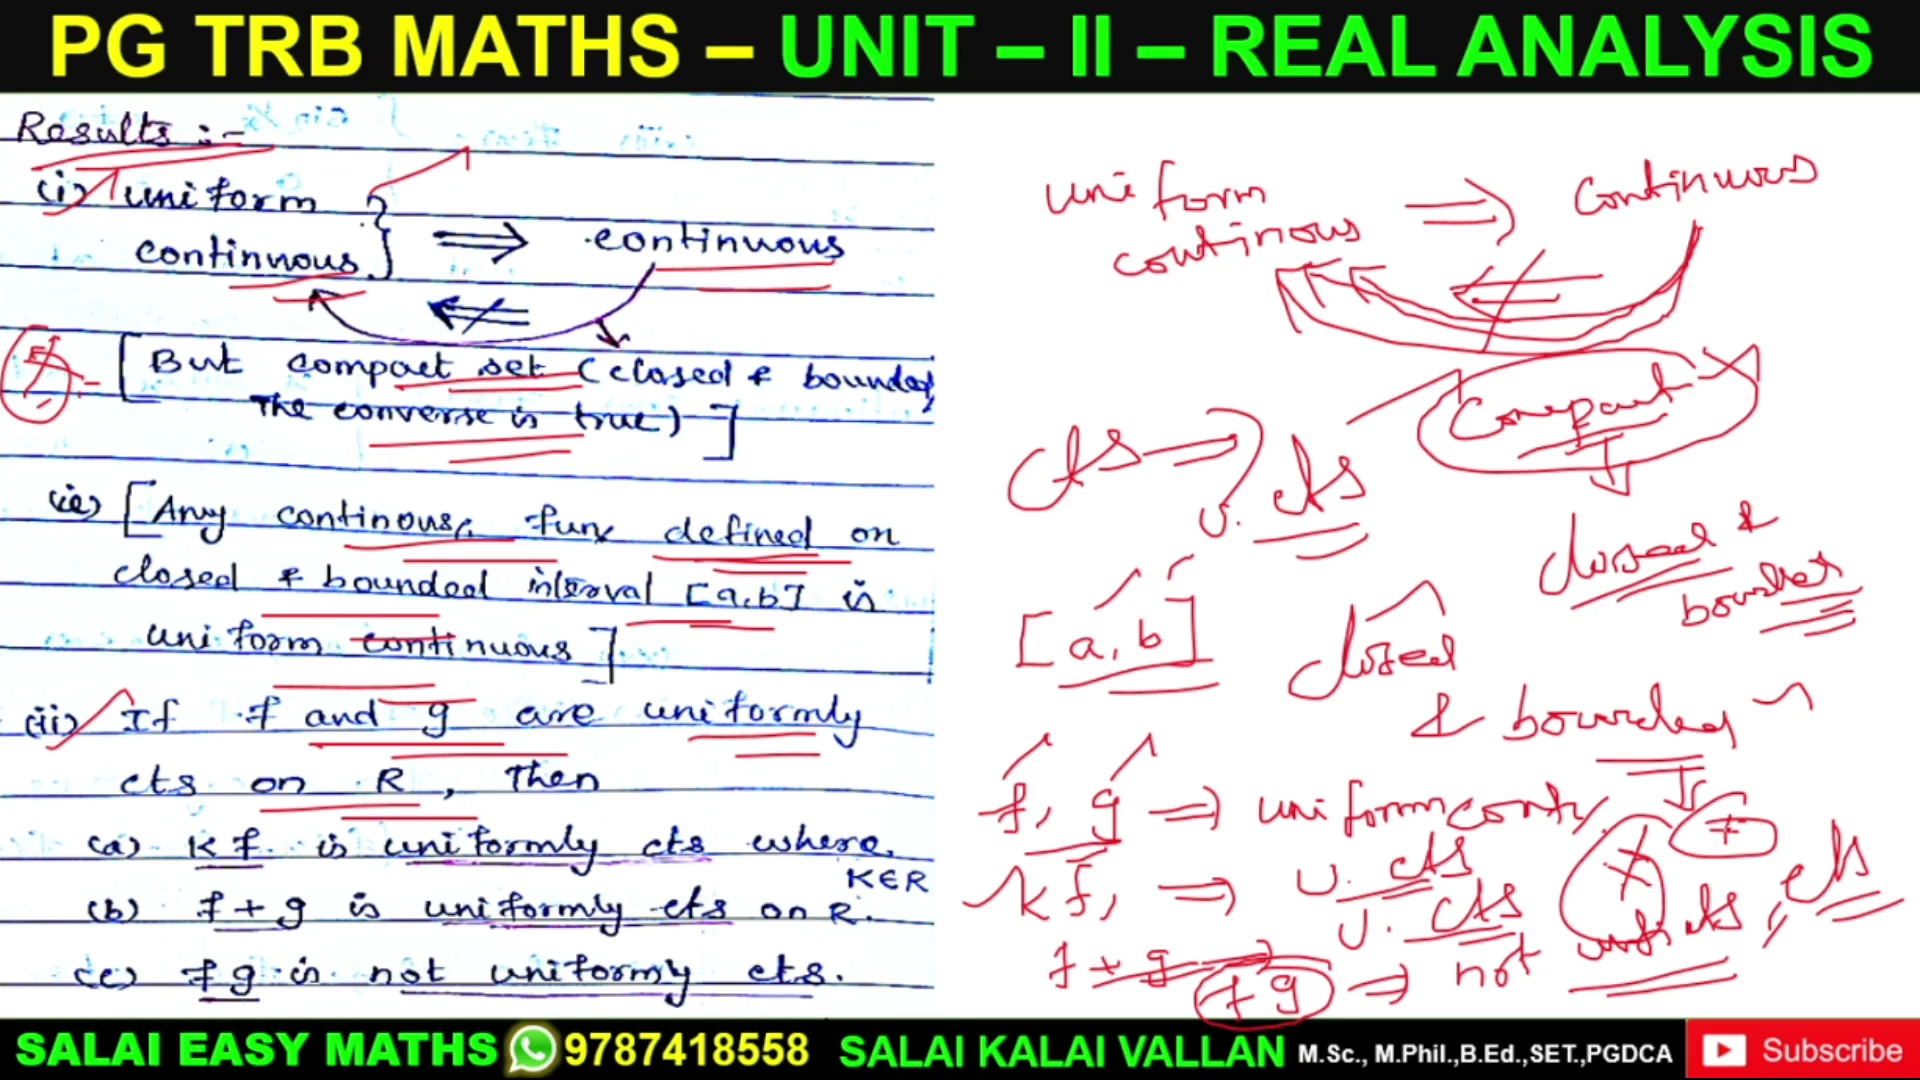 PG TRB MATHS – UNIT – II – REAL ANALYSIS
Results :-
(i) uniform
continuous } ⟹ continuous
⟸̸
[But compact set (closed & bounded,
The converse is true)]
(ii) [Any continous fun defined on
closed & bounded interval [a,b] is
uniform continuous]
(iii) If f and g are uniformly
cts on R, Then
(a) Kf is uniformly cts where
K∈R
(b) f+g is uniformly cts on R.
(c) fg is not uniformly cts.
uniform ⟹ continuous
continous
⟸̸
Compact
cts ⟹ U. cts
closed &
bounded
[a, b] closed
& bounded
f, g ⟹ uniform
kf, ⟹ U. cts
f + g ⟹ U. cts
fg ⟹ not
cts
SALAI EASY MATHS 9787418558 SALAI KALAI VALLAN M.Sc., M.Phil.,B.Ed.,SET.,PGDCA Subscribe